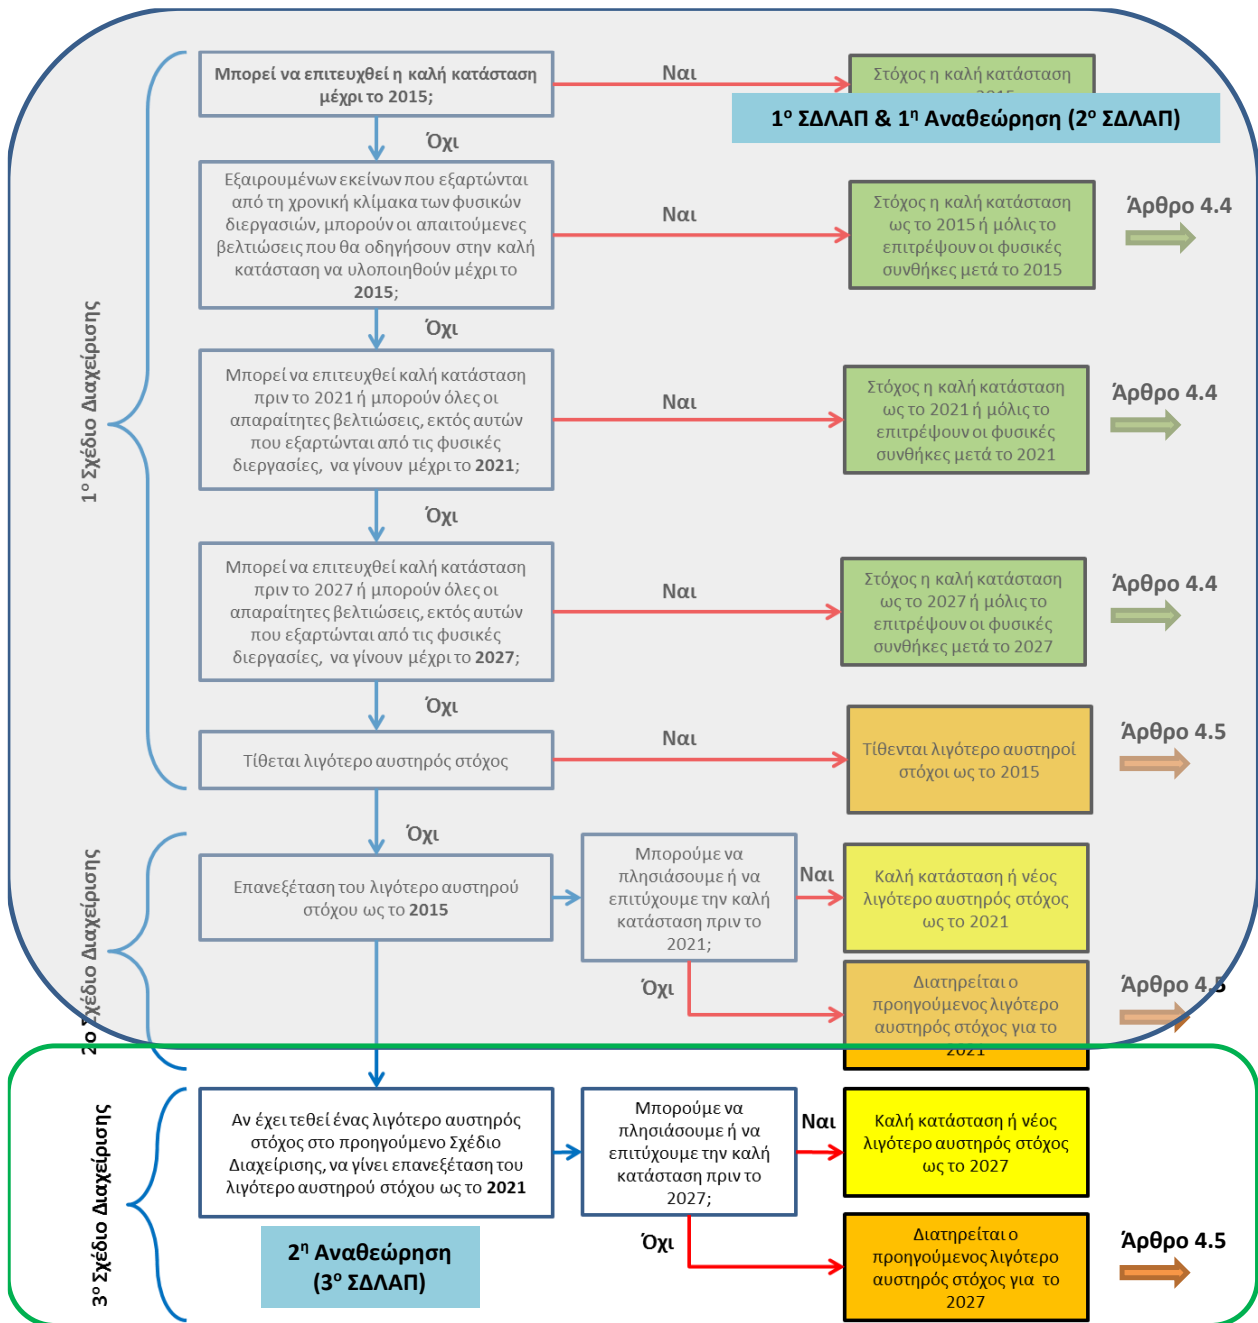 Μπορεί να επιτευχθεί η καλή κατάσταση
μέχρι το 2015;
Ναι
Στόχος η καλή κατάσταση
1ο ΣΔΛΑΠ & 1η Αναθεώρηση (2ο ΣΔΛΑΠ)
Όχι
Εξαιρουμένων εκείνων που εξαρτώνται
από τη χρονική κλίμακα των φυσικών
διεργασιών, μπορούν οι απαιτούμενες
βελτιώσεις που θα οδηγήσουν στην καλή
κατάσταση να υλοποιηθούν μέχρι το
2015;
Ναι
Στόχος η καλή κατάσταση
ως το 2015 ή μόλις το
επιτρέψουν οι φυσικές
συνθήκες μετά το 2015
Άρθρο 4.4
Όχι
1ο Σχέδιο Διαχείρισης
Μπορεί να επιτευχθεί καλή κατάσταση
πριν το 2021 ή μπορούν όλες οι
απαραίτητες βελτιώσεις, εκτός αυτών
που εξαρτώνται από τις φυσικές
διεργασίες, να γίνουν μέχρι το 2021;
Ναι
Στόχος η καλή κατάσταση
ως το 2021 ή μόλις το
επιτρέψουν οι φυσικές
συνθήκες μετά το 2021
Άρθρο 4.4
Όχι
Μπορεί να επιτευχθεί καλή κατάσταση
πριν το 2027 ή μπορούν όλες οι
απαραίτητες βελτιώσεις, εκτός αυτών
που εξαρτώνται από τις φυσικές
διεργασίες, να γίνουν μέχρι το 2027;
Ναι
Στόχος η καλή κατάσταση
ως το 2027 ή μόλις το
επιτρέψουν οι φυσικές
συνθήκες μετά το 2027
Άρθρο 4.4
Όχι
Τίθεται λιγότερο αυστηρός στόχος
Ναι
Τίθενται λιγότερο αυστηροί
στόχοι ως το 2015
Άρθρο 4.5
Όχι
2ο Σχέδιο Διαχείρισης
Επανεξέταση του λιγότερο αυστηρού
στόχου ως το 2015
Μπορούμε να
πλησιάσουμε ή να
επιτύχουμε την καλή
κατάσταση πριν το
2021;
Ναι
Καλή κατάσταση ή νέος
λιγότερο αυστηρός στόχος
ως το 2021
Όχι
Διατηρείται ο
προηγούμενος λιγότερο
αυστηρός στόχος για το
2021
Άρθρο 4.5
3ο Σχέδιο Διαχείρισης
Αν έχει τεθεί ένας λιγότερο αυστηρός
στόχος στο προηγούμενο Σχέδιο
Διαχείρισης, να γίνει επανεξέταση του
λιγότερο αυστηρού στόχου ως το 2021
Μπορούμε να
πλησιάσουμε ή να
επιτύχουμε την καλή
κατάσταση πριν το
2027;
Ναι
Καλή κατάσταση ή νέος
λιγότερο αυστηρός στόχος
ως το 2027
Όχι
Διατηρείται ο
προηγούμενος λιγότερο
αυστηρός στόχος για το
2027
Άρθρο 4.5
2η Αναθεώρηση
(3ο ΣΔΛΑΠ)